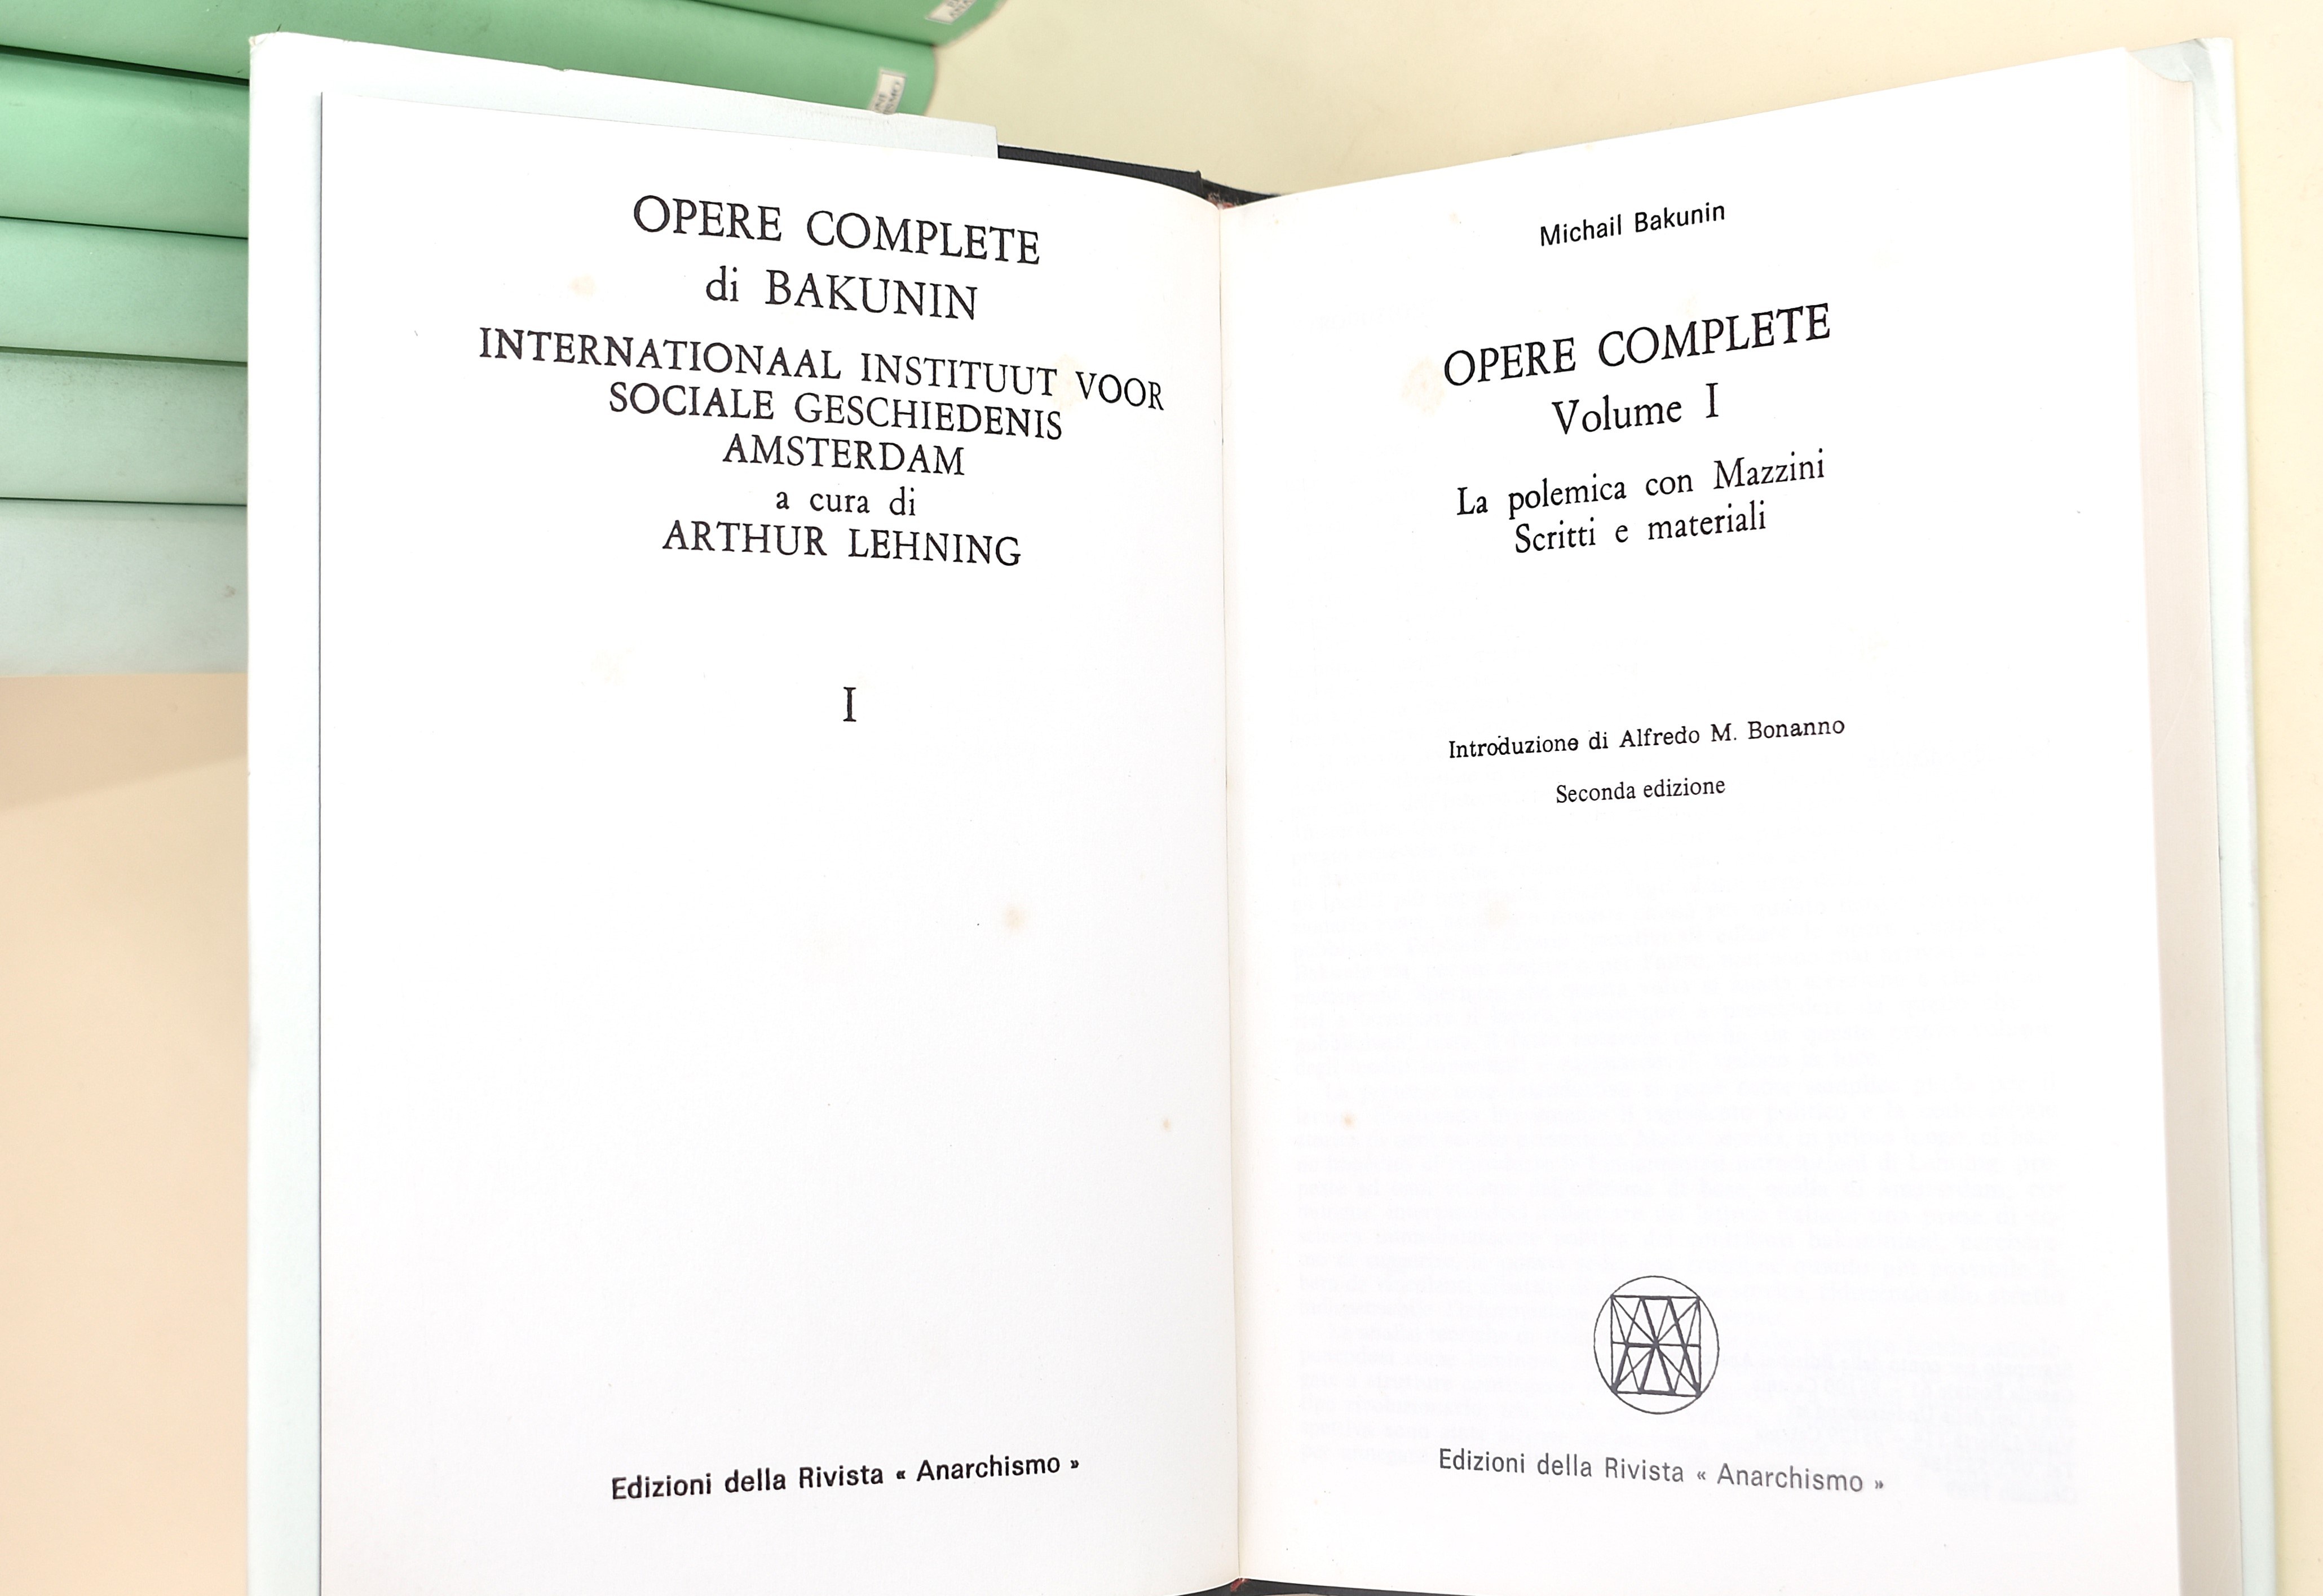 OPERE COMPLETE
di BAKUNIN
INTERNATIONAAL INSTITUUT VOOR
SOCIALE GESCHIEDENIS
AMSTERDAM
a cura di
ARTHUR LEHNING
I
Edizioni della Rivista « Anarchismo »
Michail Bakunin
OPERE COMPLETE
Volume I
La polemica con Mazzini
Scritti e materiali
Introduzione di Alfredo M. Bonanno
Seconda edizione
Edizioni della Rivista « Anarchismo »